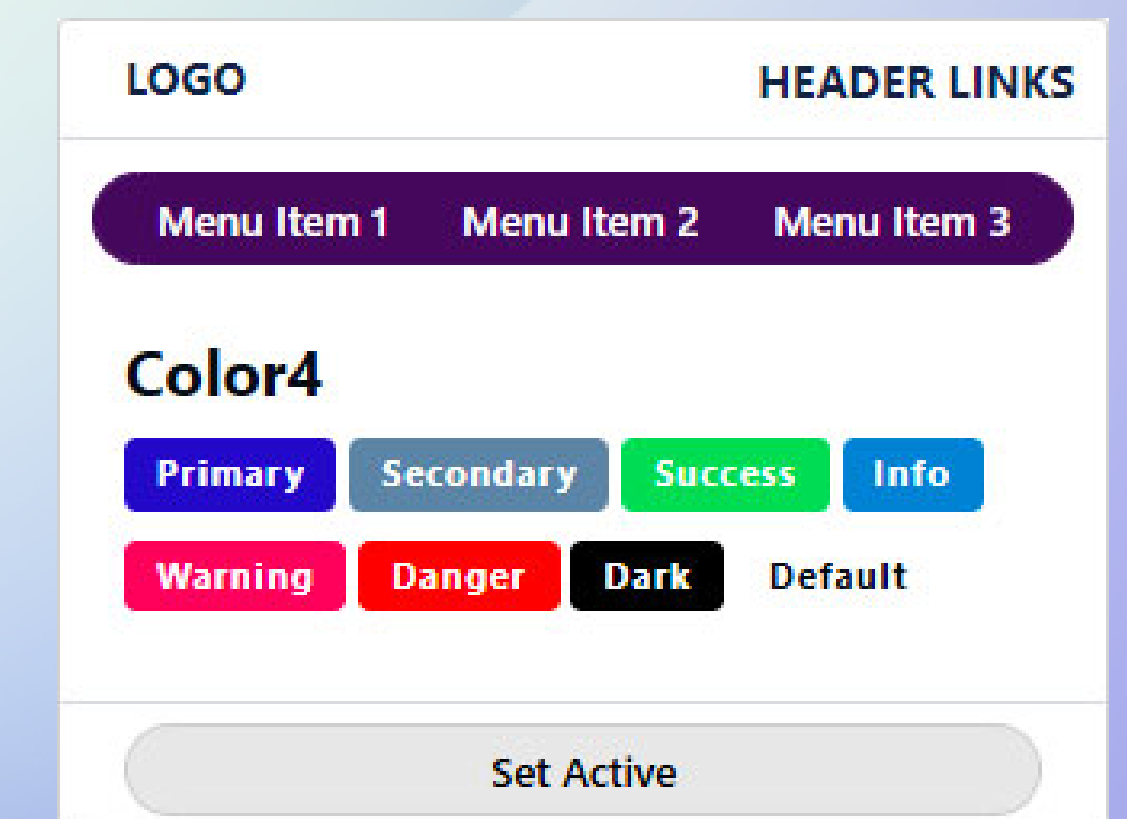 LOGO HEADER LINKS
Menu Item 1 Menu Item 2 Menu Item 3
Color4
Primary Secondary Success Info
Warning Danger Dark Default
Set Active